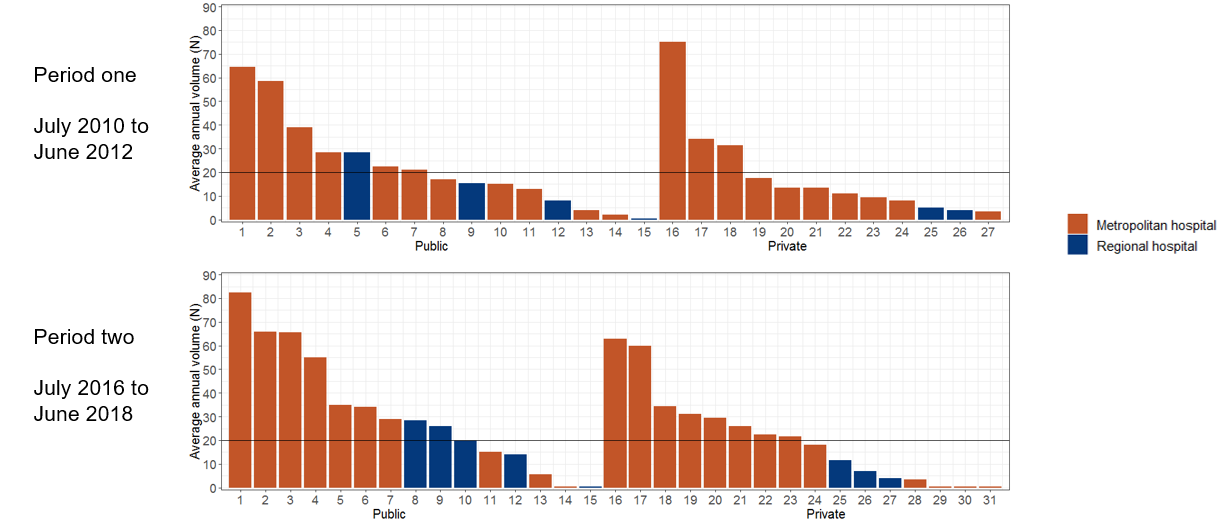 Period one
July 2010 to
June 2012
Average annual volume (N)
90
80
70
60
50
40
30
20
10
0
1 2 3 4 5 6 7 8 9 10 11 12 13 14 15 16 17 18 19 20 21 22 23 24 25 26 27
Public Private
Metropolitan hospital
Regional hospital
Period two
July 2016 to
June 2018
Average annual volume (N)
90
80
70
60
50
40
30
20
10
0
1 2 3 4 5 6 7 8 9 10 11 12 13 14 15 16 17 18 19 20 21 22 23 24 25 26 27 28 29 30 31
Public Private